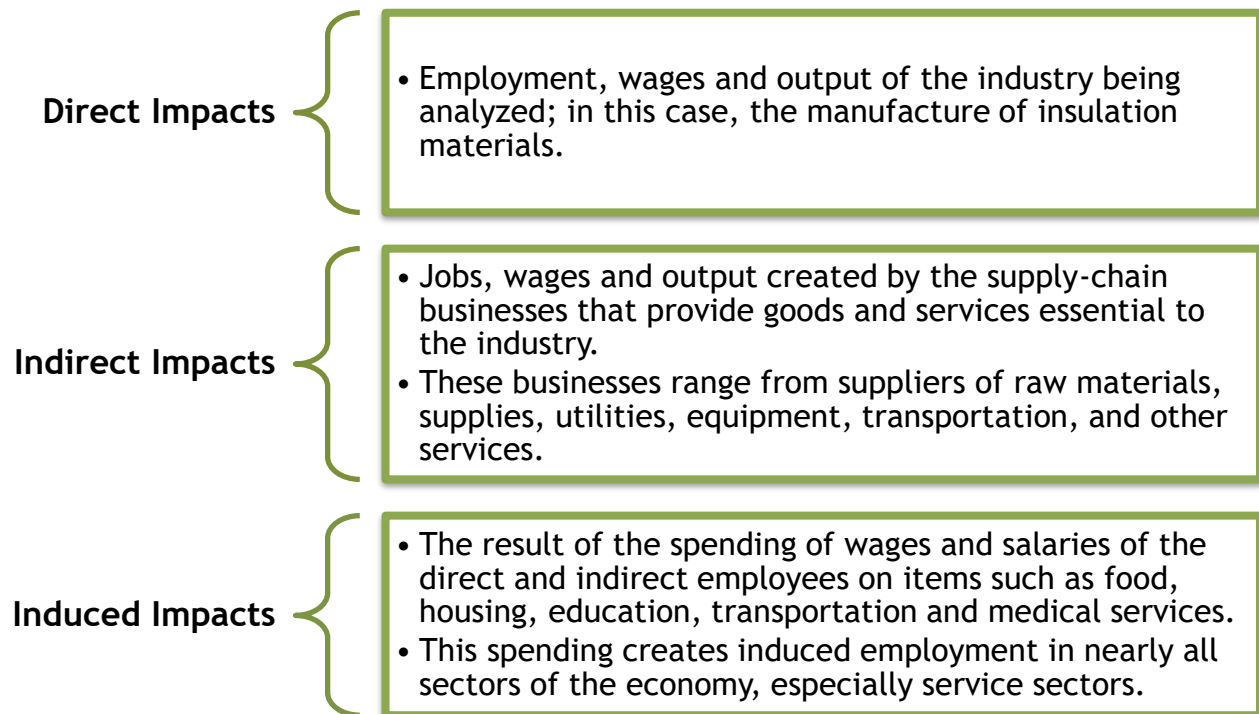 Direct Impacts
• Employment, wages and output of the industry being
analyzed; in this case, the manufacture of insulation
materials.
Indirect Impacts
• Jobs, wages and output created by the supply-chain
businesses that provide goods and services essential to
the industry.
• These businesses range from suppliers of raw materials,
supplies, utilities, equipment, transportation, and other
services.
Induced Impacts
• The result of the spending of wages and salaries of the
direct and indirect employees on items such as food,
housing, education, transportation and medical services.
• This spending creates induced employment in nearly all
sectors of the economy, especially service sectors.